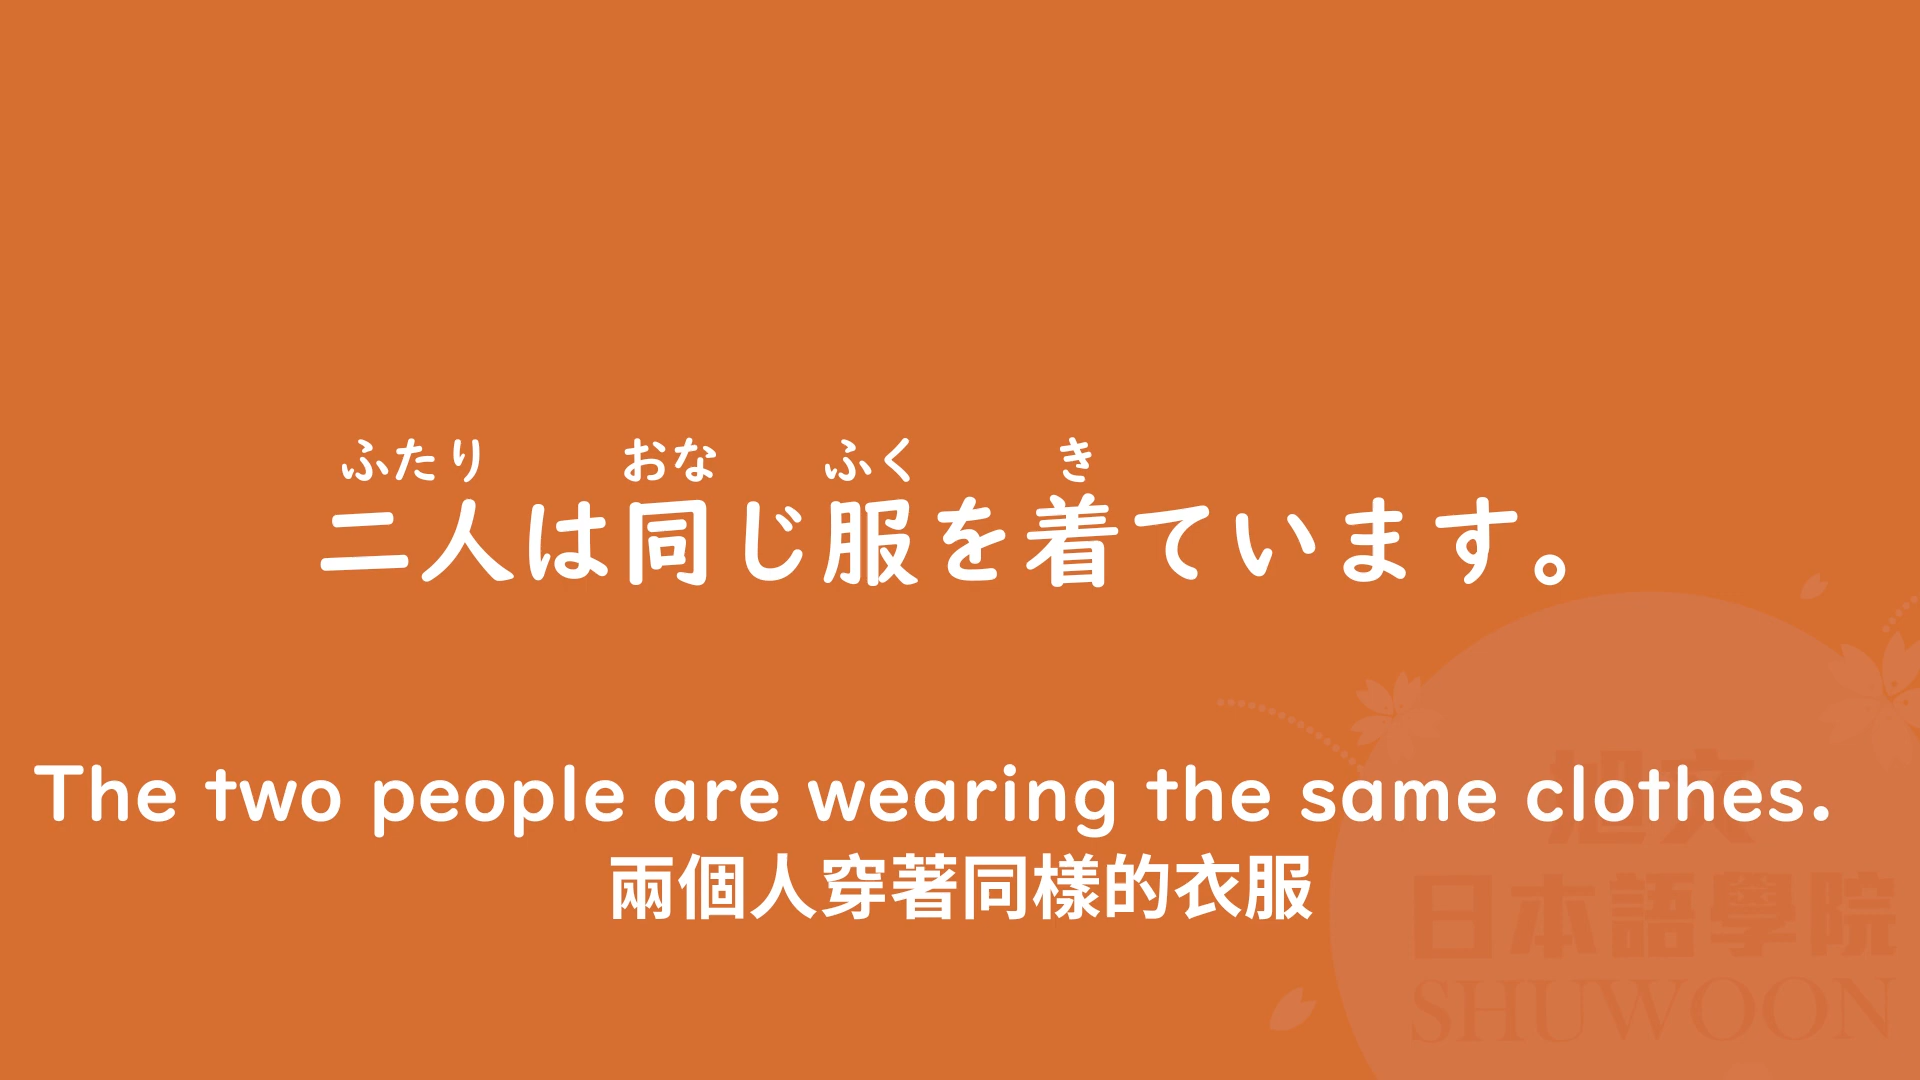 ふたり おな ふく き
二人は同じ服を着ています。
The two people are wearing the same clothes.
兩個人穿著同樣的衣服
旭文
日本語學院
SHUWOON